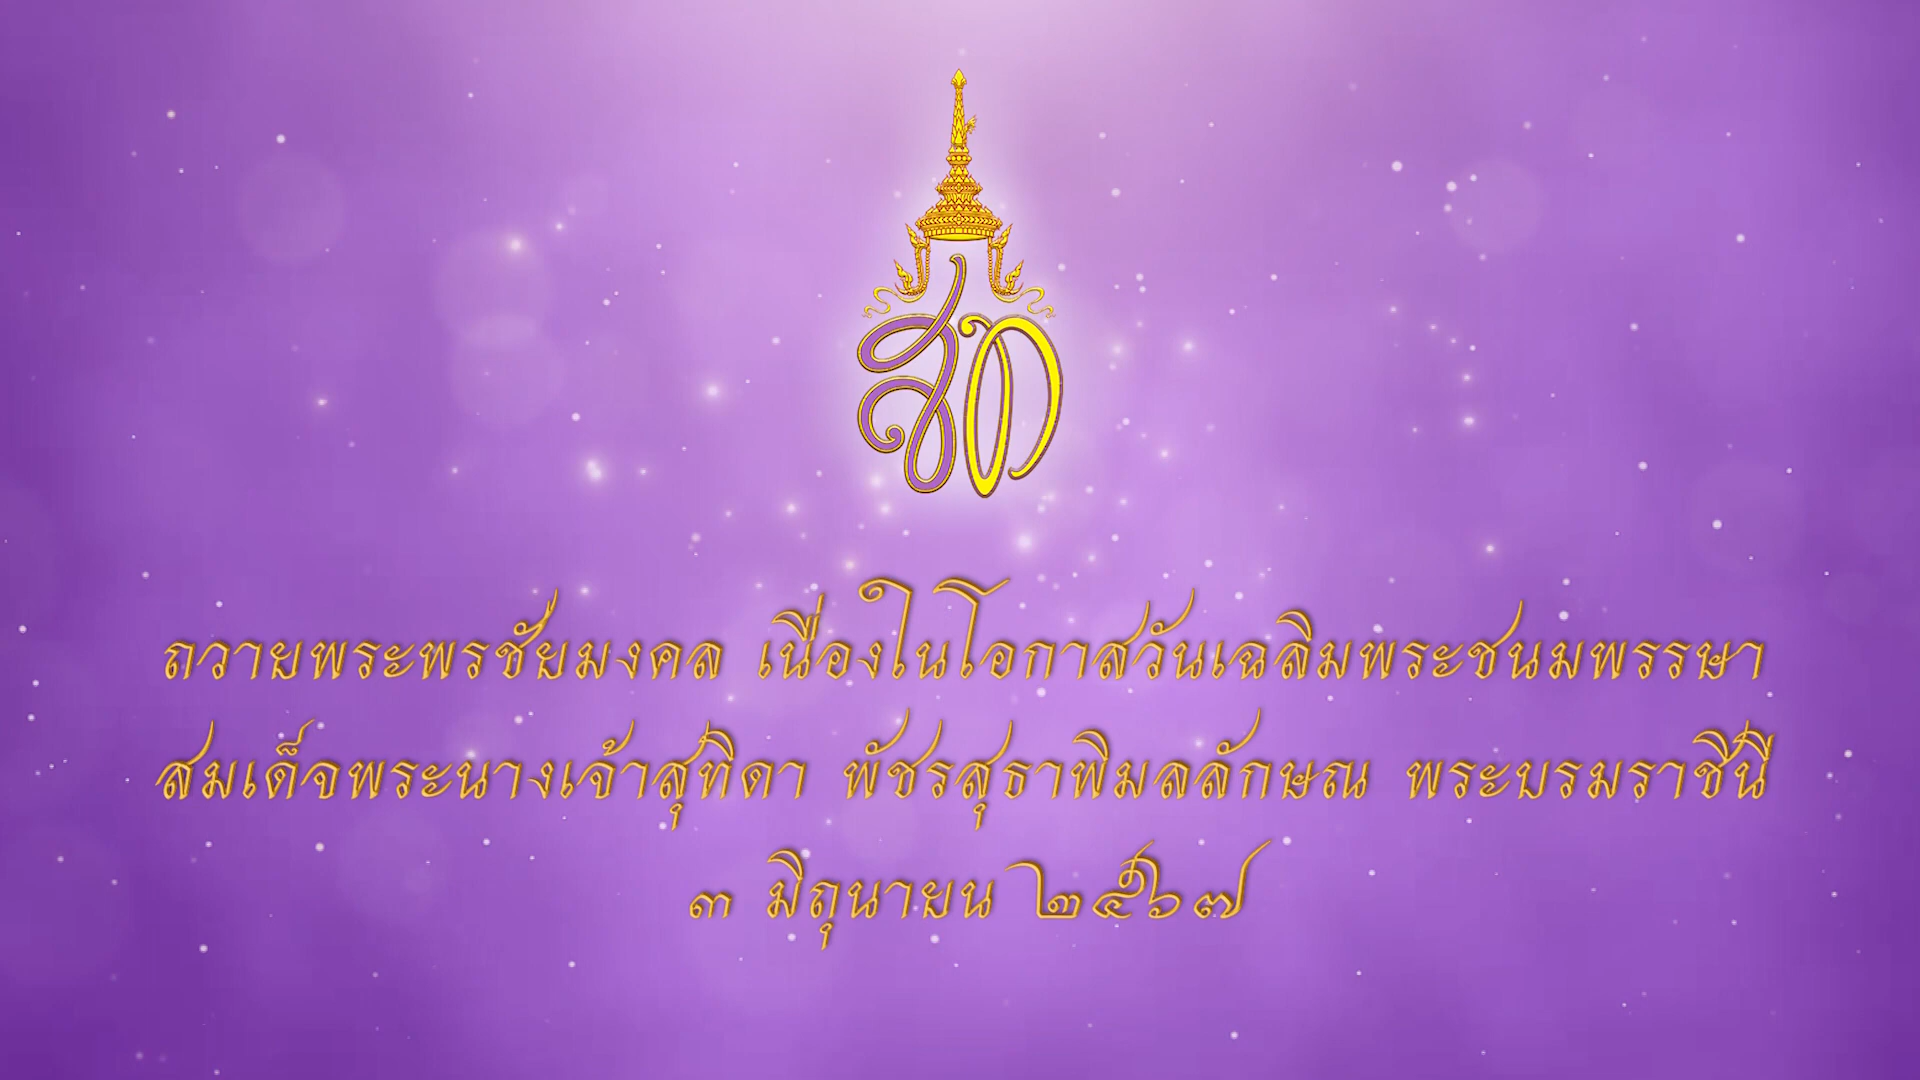 สท
ถวายพระพรชัยมงคล เนื่องในโอกาสวันเฉลิมพระชนมพรรษา
สมเด็จพระนางเจ้าสุทิดา พัชรสุธาพิมลลักษณ พระบรมราชินี
๓ มิถุนายน ๒๕๖๗